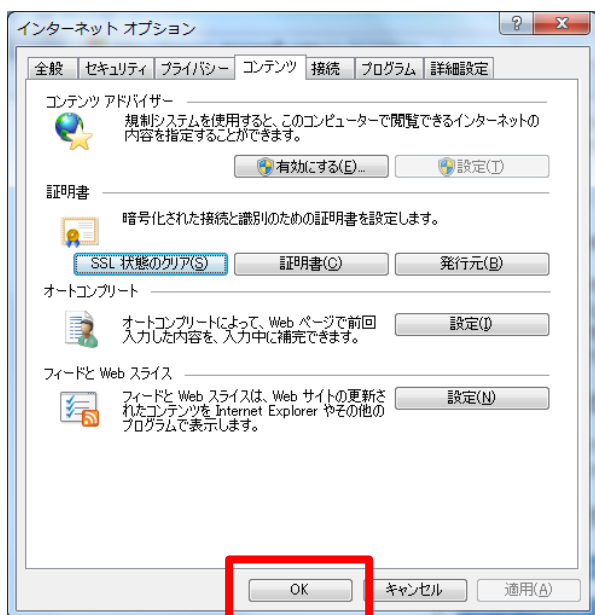 インターネット オプション
?
全般 セキュリティ プライバシー コンテンツ 接続 プログラム 詳細設定
コンテンツ アドバイザー
規制システムを使用すると、このコンピューターで閲覧できるインターネットの
内容を指定することができます。
有効にする(E)... 設定(T)
証明書
暗号化された接続と識別のための証明書を設定します。
SSL 状態のクリア(S) 証明書(C) 発行元(B)
オートコンプリート
オートコンプリートによって、Web ページで前回
入力した内容を、入力中に補完できます。
設定(I)
フィードと Web スライス
フィードと Web スライスは、Web サイトの更新さ
れたコンテンツを Internet Explorer やその他の
プログラムで表示します。
設定(N)
OK キャンセル 適用(A)